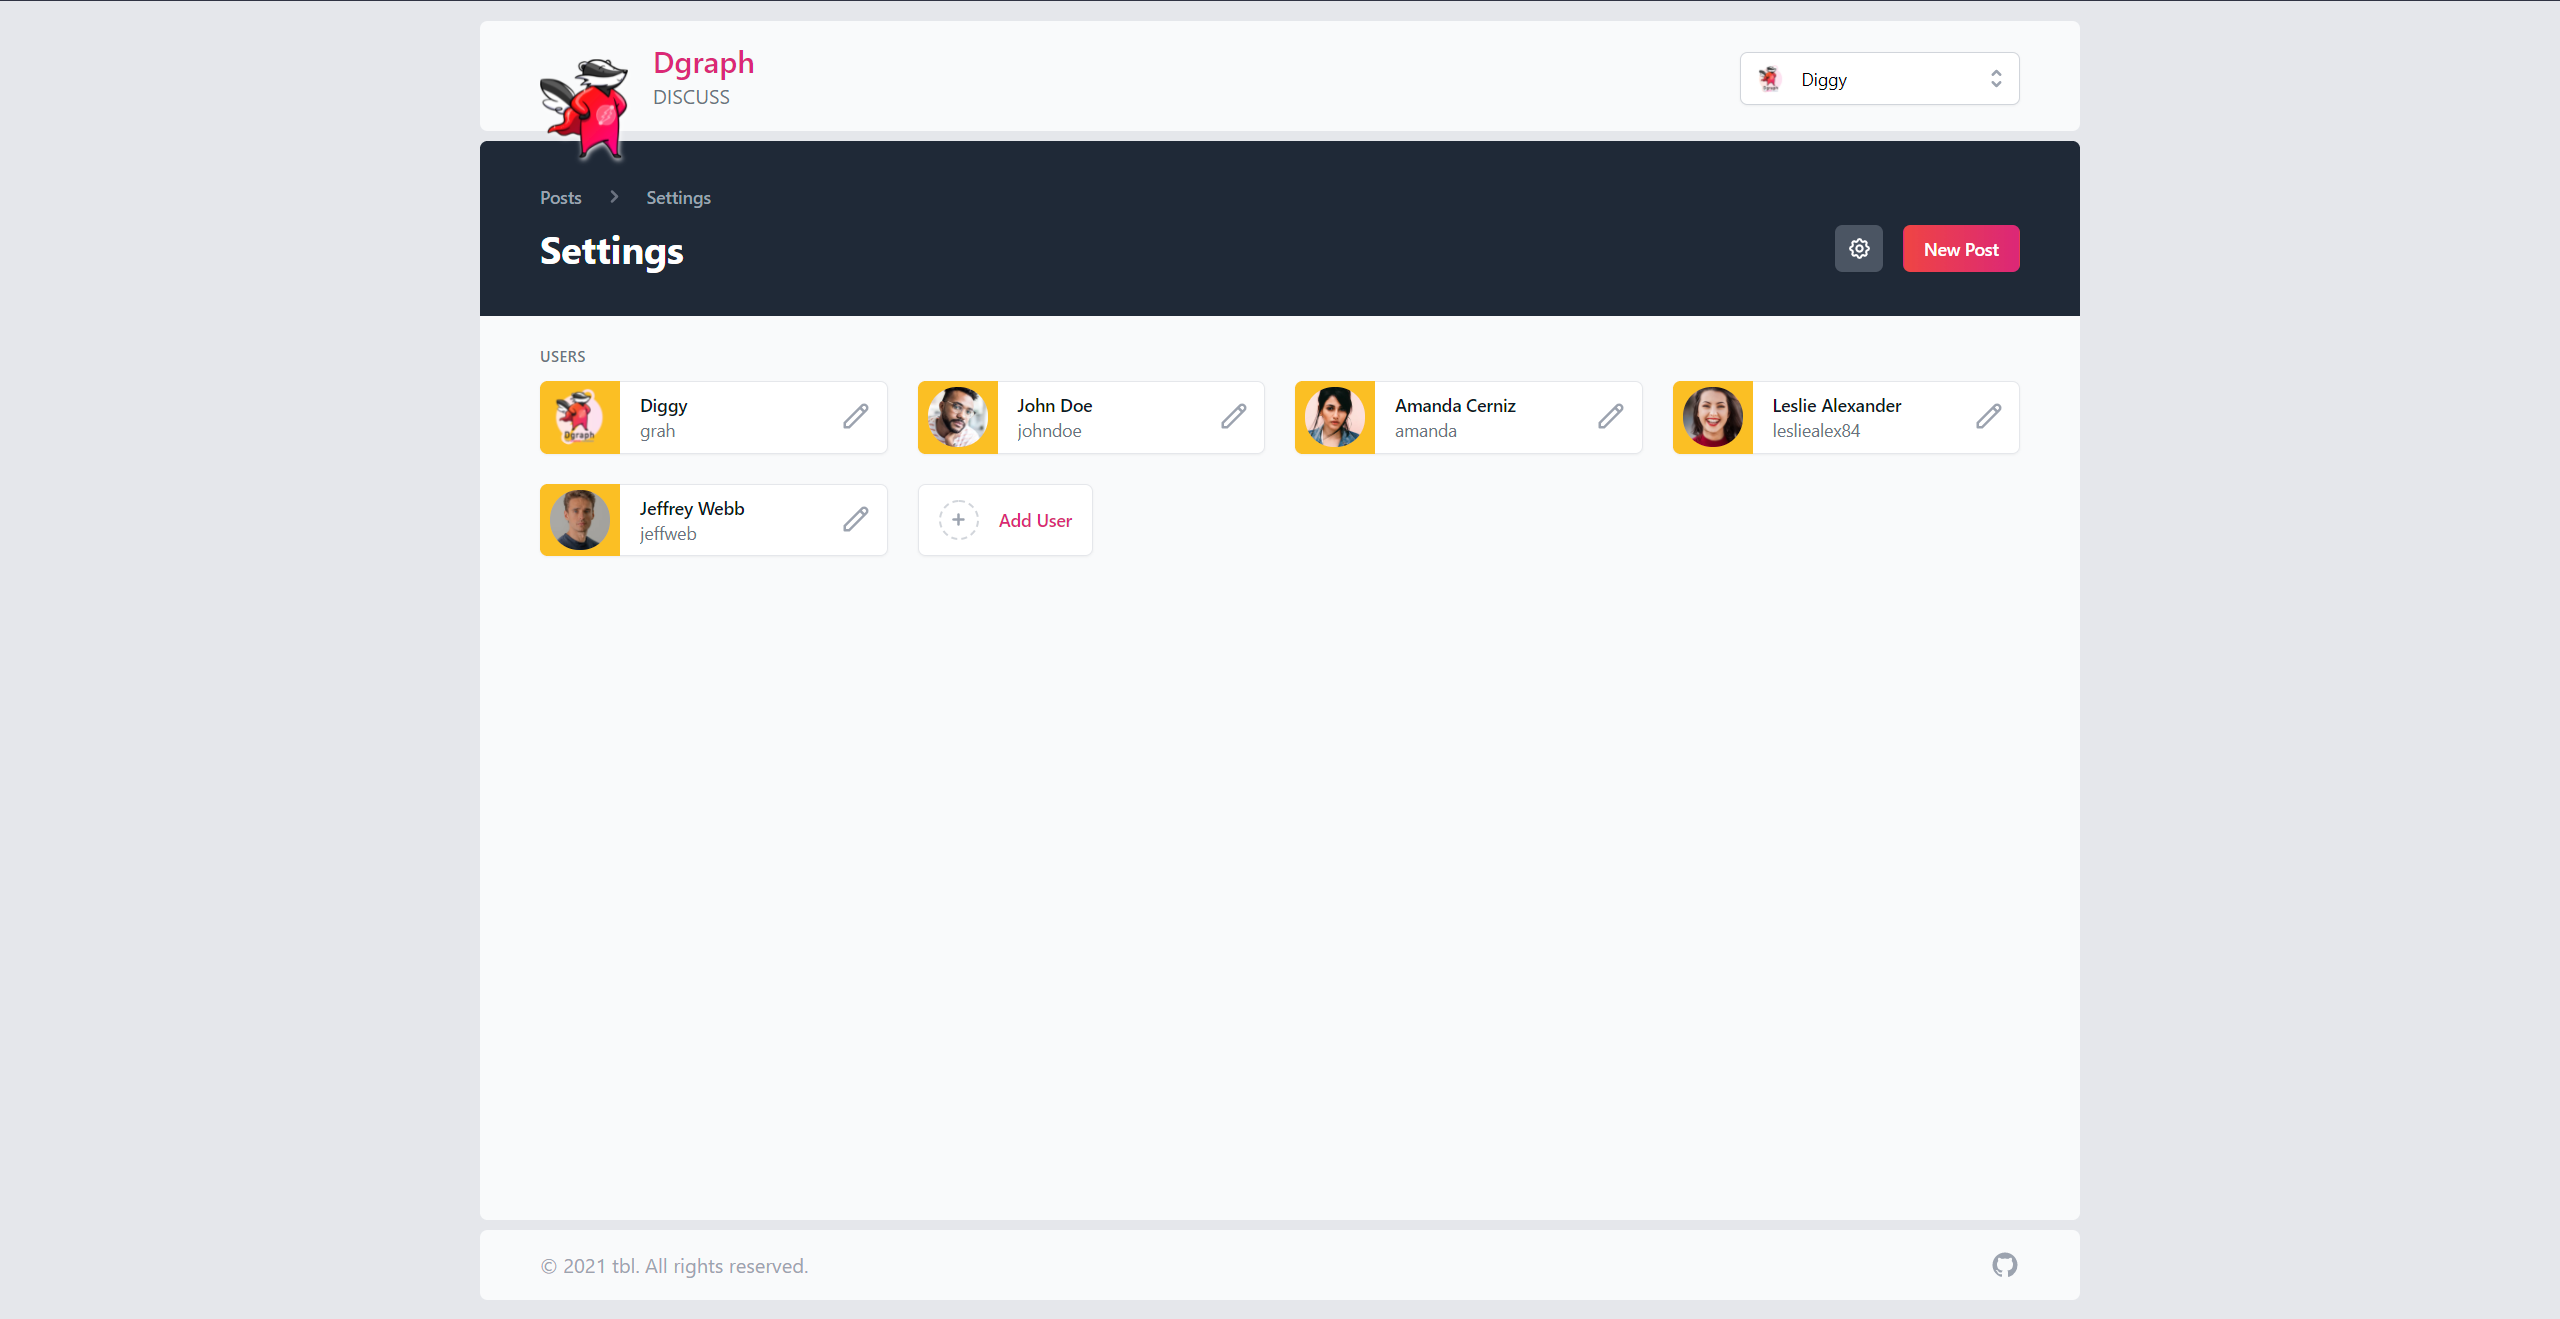 Dgraph
DISCUSS
Diggy
Posts
Settings
Settings
New Post
USERS
Dgraph
Diggy
grah
John Doe
johndoe
Amanda Cerniz
amanda
Leslie Alexander
lesliealex84
Jeffrey Webb
jeffweb
Add User
© 2021 tbl. All rights reserved.